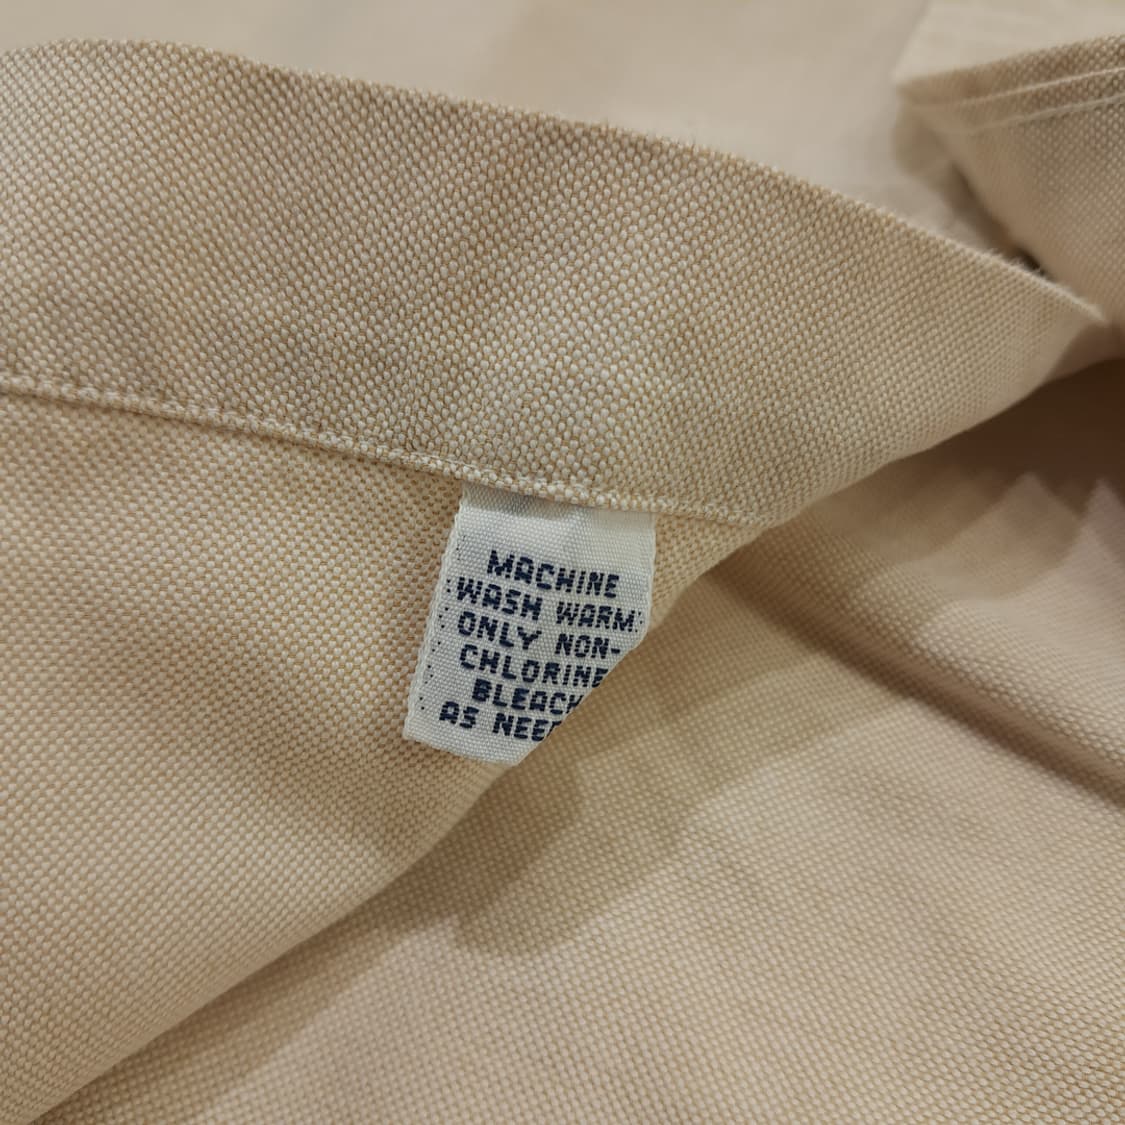 MACHINE
WASH WARM
ONLY NON-
CHLORINE
BLEACH
AS